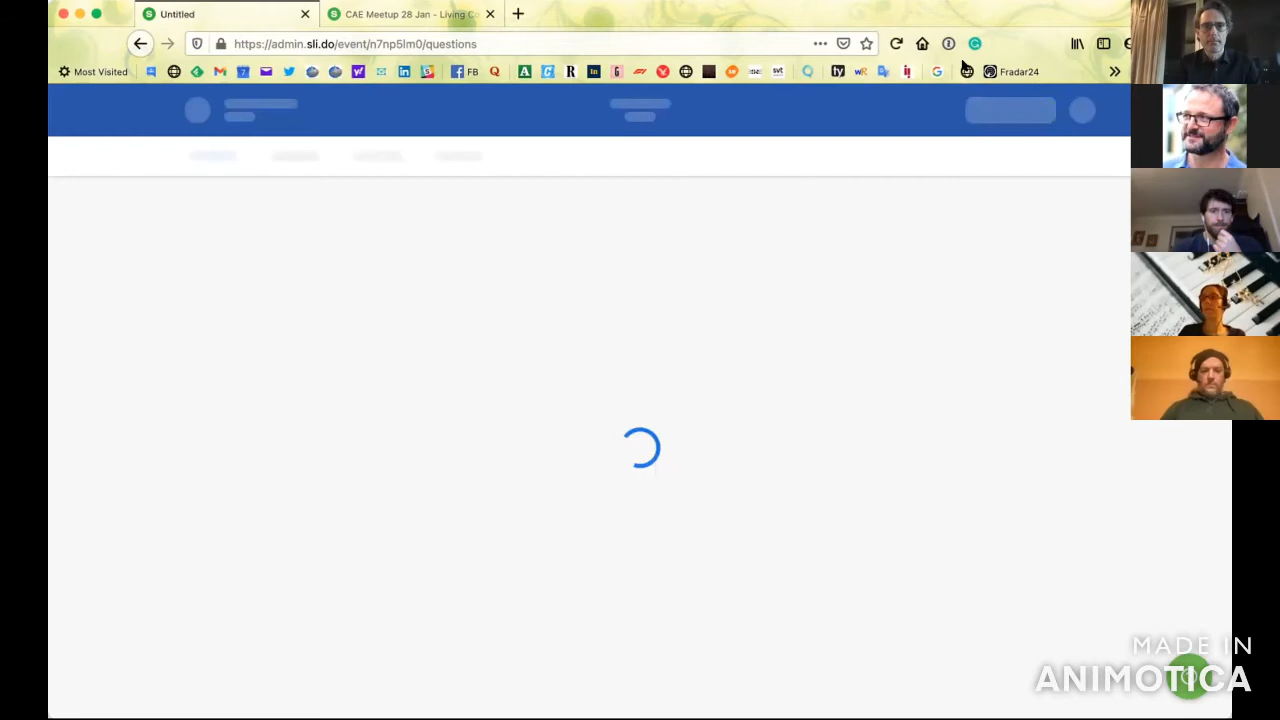 Untitled
CAE Meetup 28 Jan - Living C
https://admin.sli.do/event/n7np5lm0/questions
Most Visited
FB
Fradar24
MADE IN
ANIMOTICA